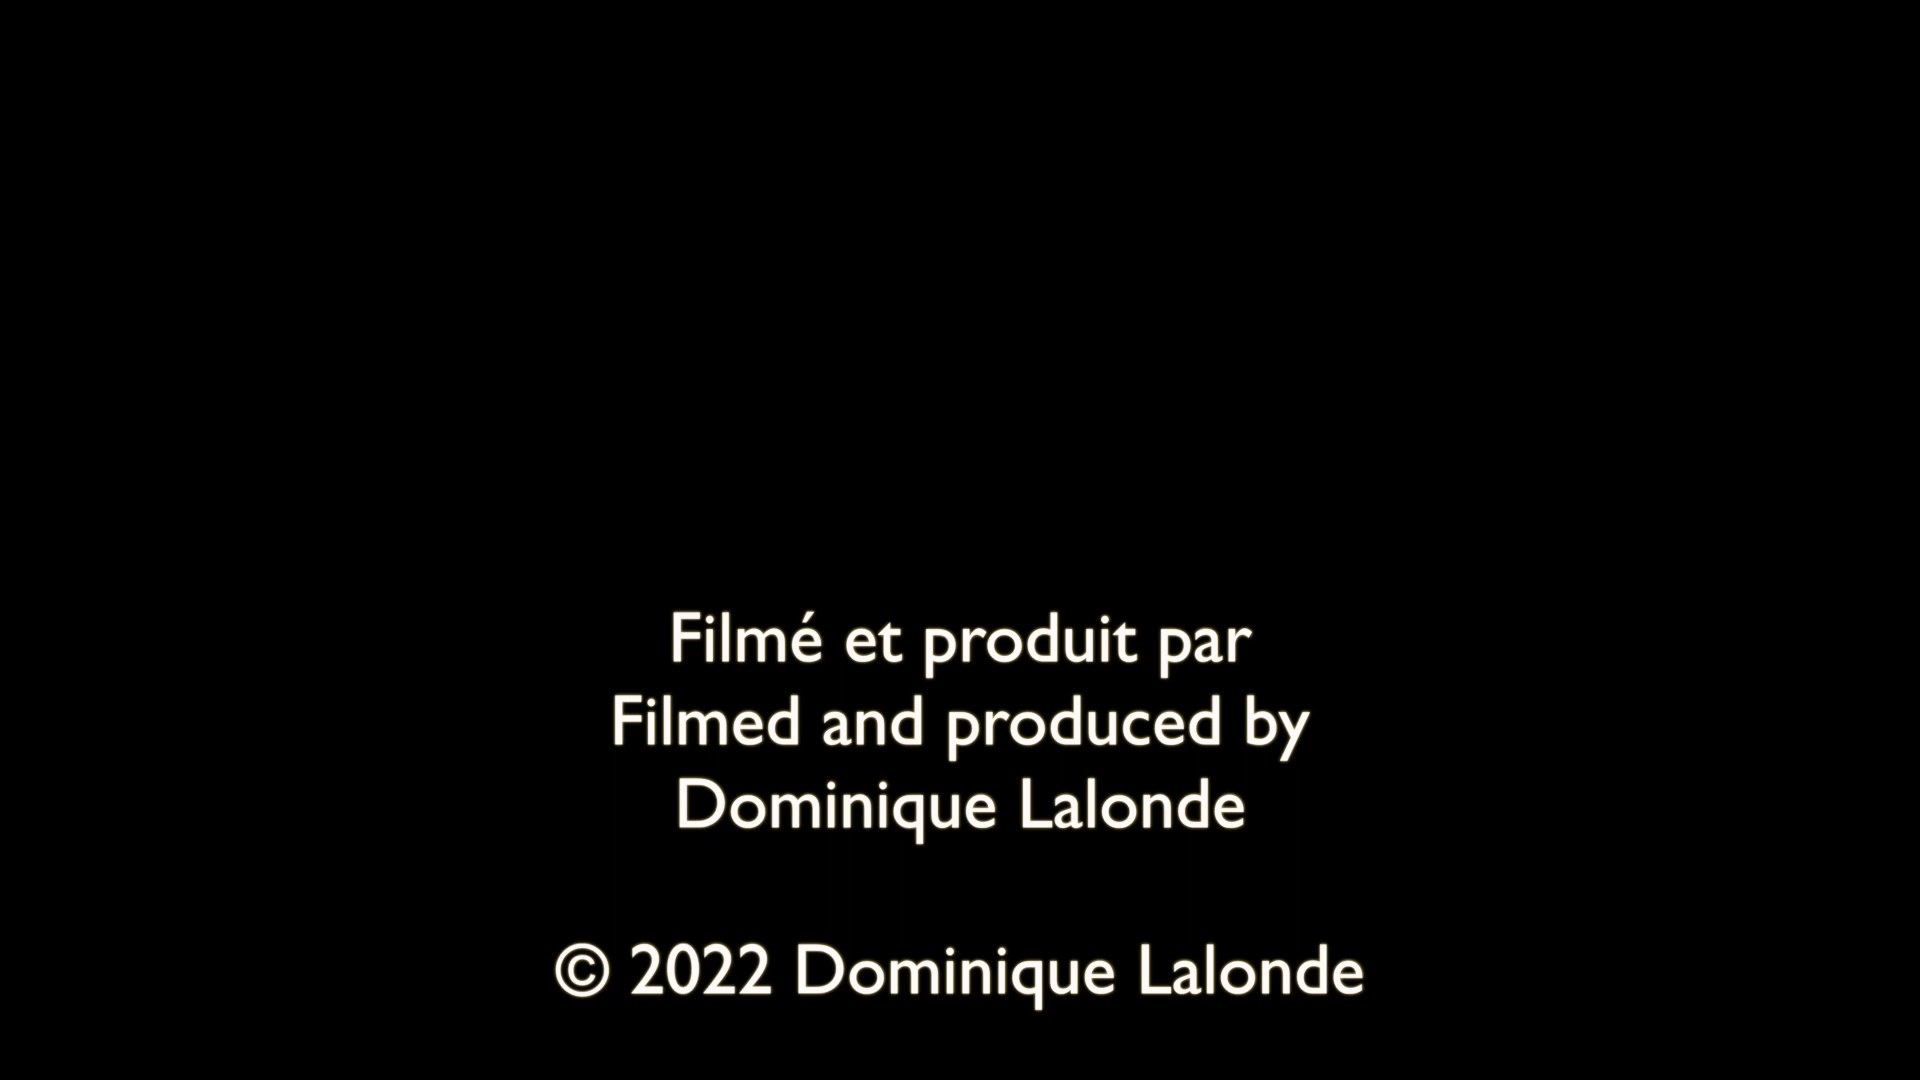 Filmé et produit par
Filmed and produced by
Dominique Lalonde
© 2022 Dominique Lalonde